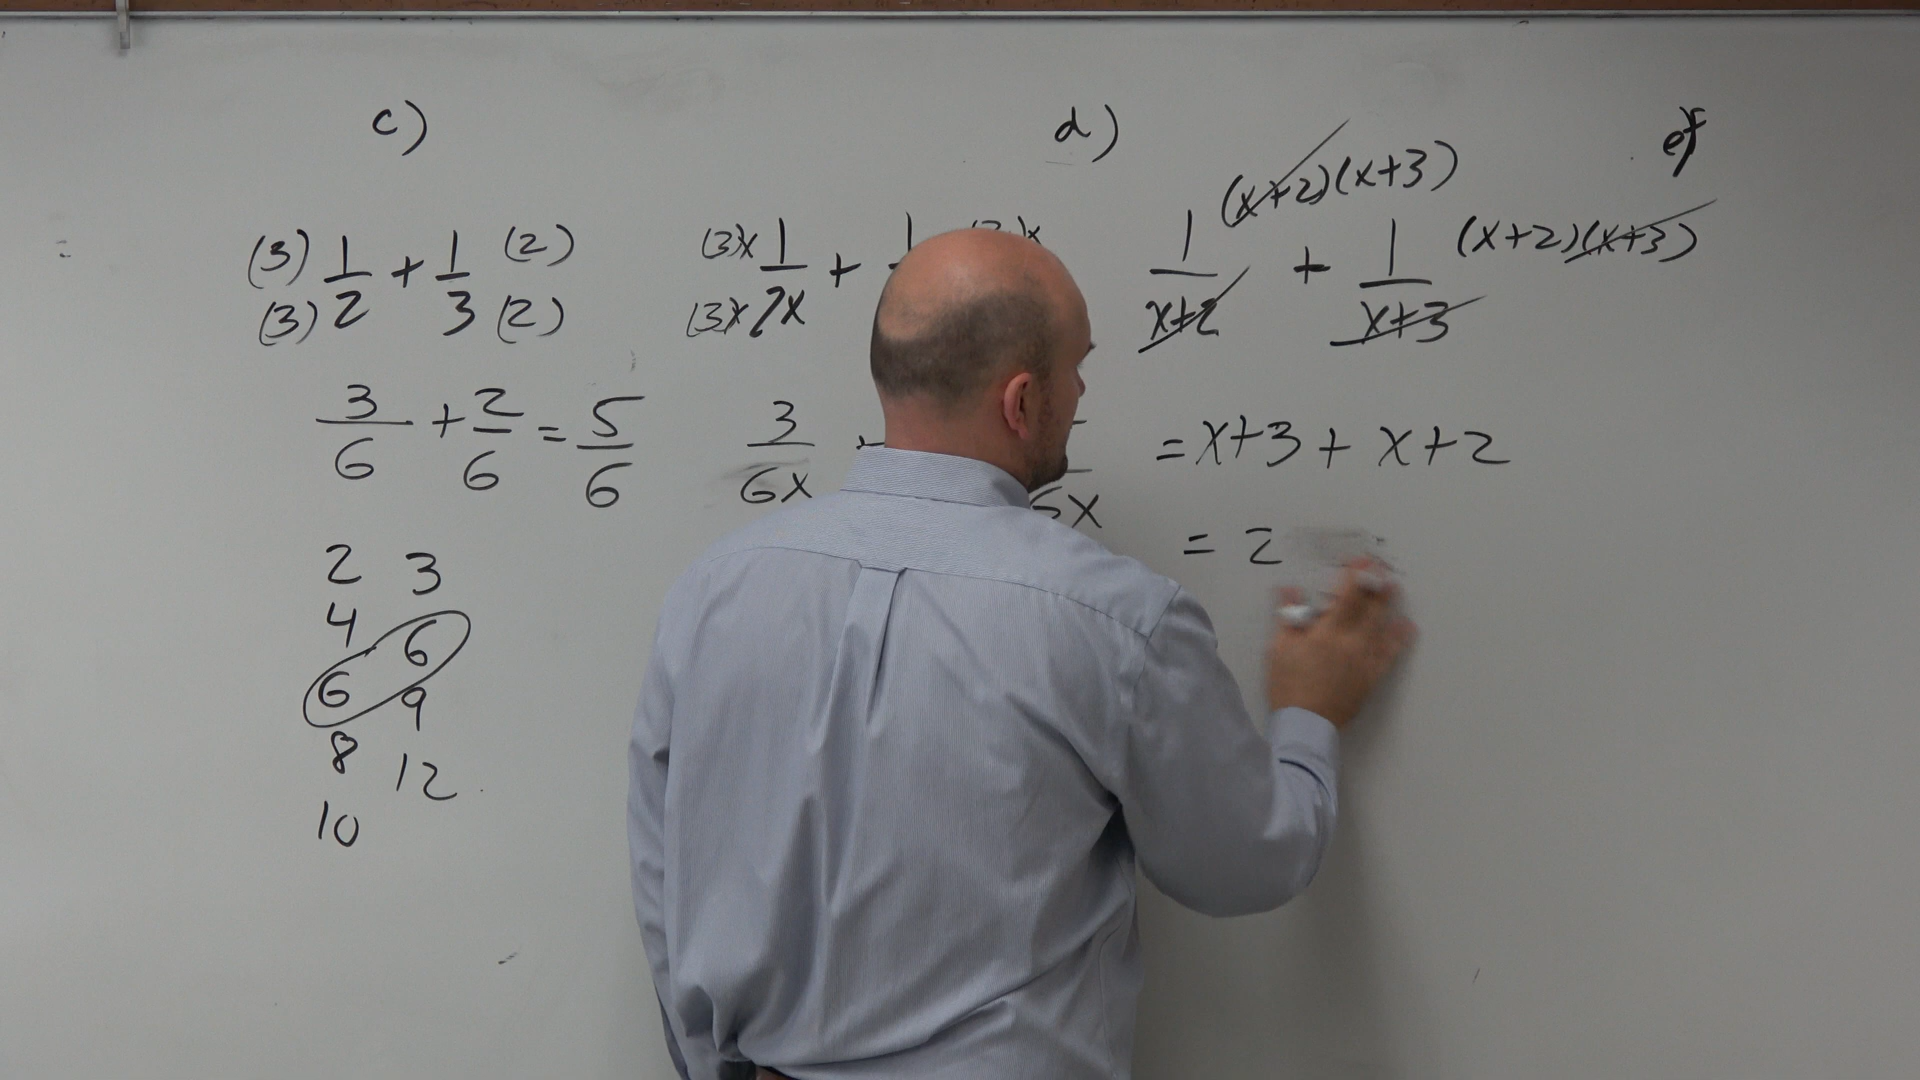 c)
(3) 1/2 + 1/3 (2)
(3) (2)
3/6 + 2/6 = 5/6
2 3
4 6
6 9
8 12
10
(3)x 1/2x +
(3)x
3/6x
6x
d)
1/x+2 (x+2)(x+3) + 1/x+3 (x+2)(x+3)
= x+3 + x+2
= 2